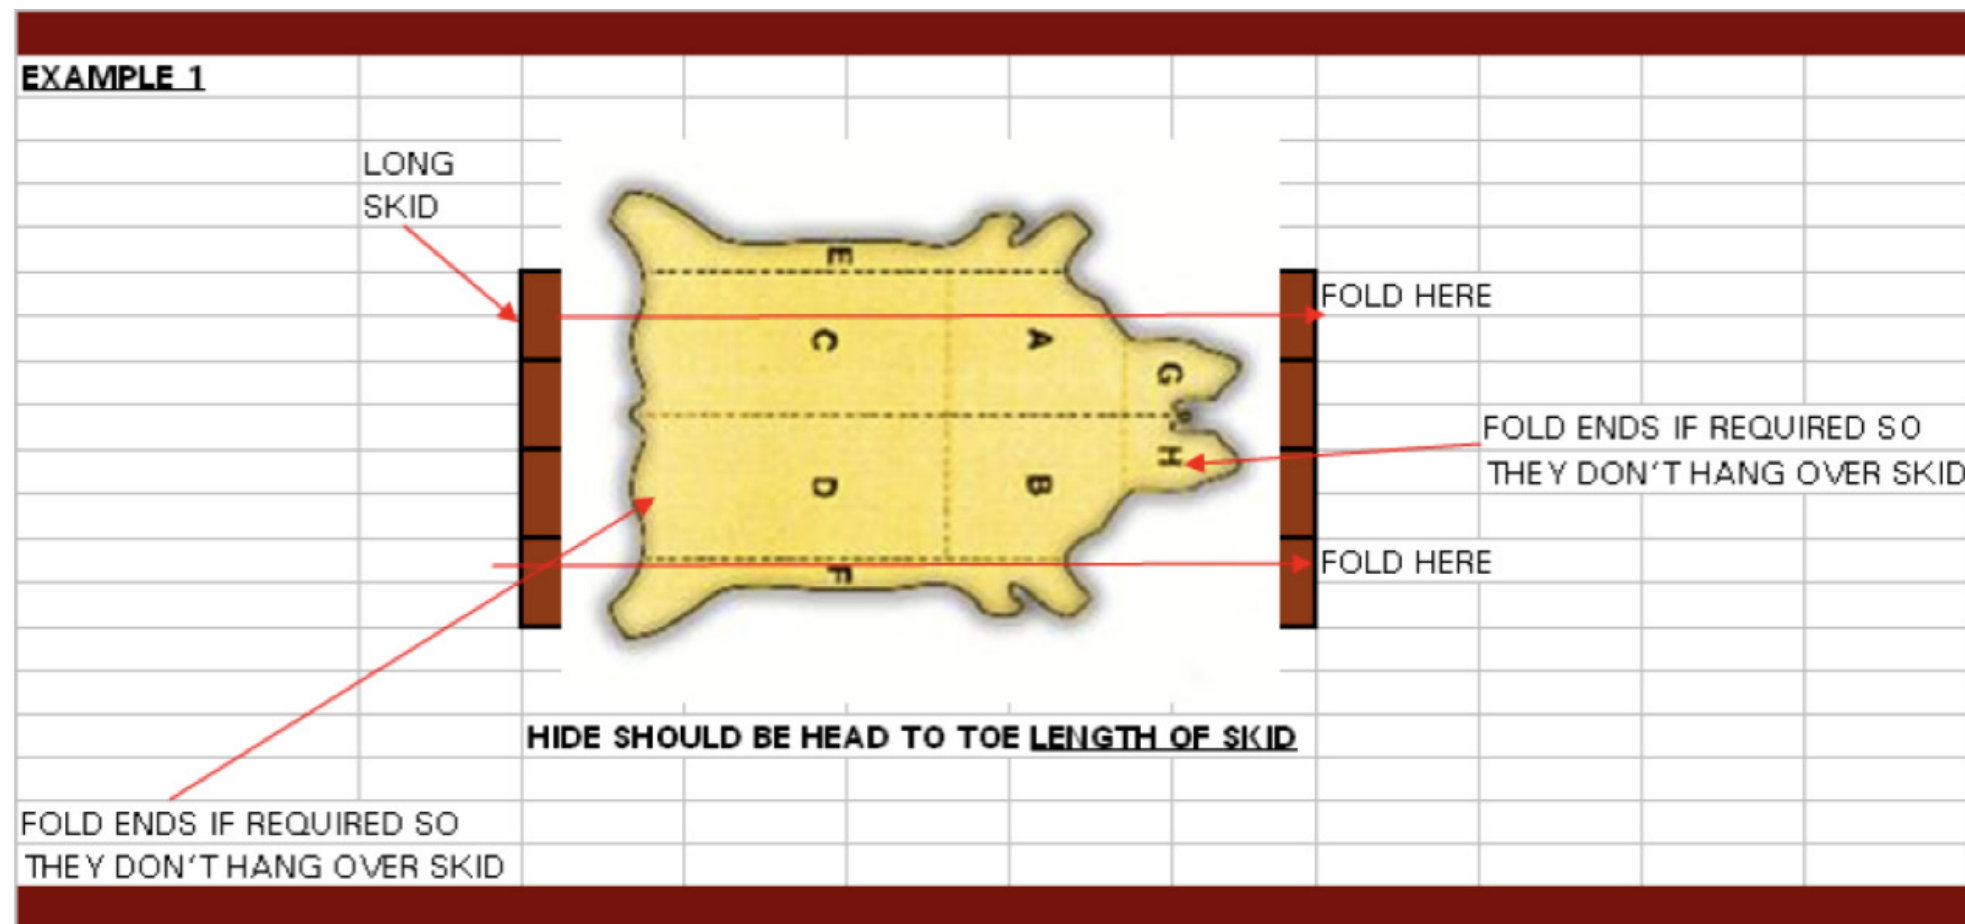 EXAMPLE 1
LONG
SKID
E
FOLD HERE
C
A
G
FOLD ENDS IF REQUIRED SO
THEY DON'T HANG OVER SKID
H
D
B
FOLD HERE
F
HIDE SHOULD BE HEAD TO TOE LENGTH OF SKID
FOLD ENDS IF REQUIRED SO
THEY DON'T HANG OVER SKID